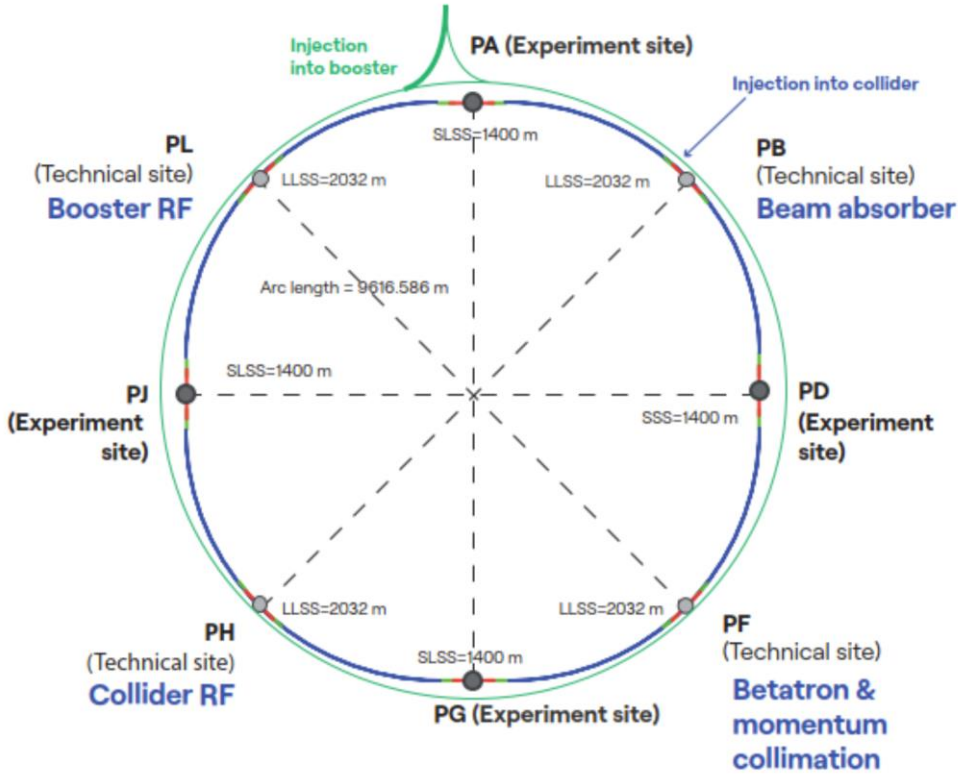 Injection
into booster
PA (Experiment site)
Injection into collider
SLSS=1400 m
PL
(Technical site)
Booster RF
LLSS=2032 m
LLSS=2032 m
PB
(Technical site)
Beam absorber
Arc length = 9616.586 m
SLSS=1400 m
PJ
(Experiment
site)
SSS=1400 m
PD
(Experiment
site)
LLSS=2032 m
LLSS=2032 m
PH
(Technical site)
Collider RF
SLSS=1400 m
PG (Experiment site)
PF
(Technical site)
Betatron &
momentum
collimation